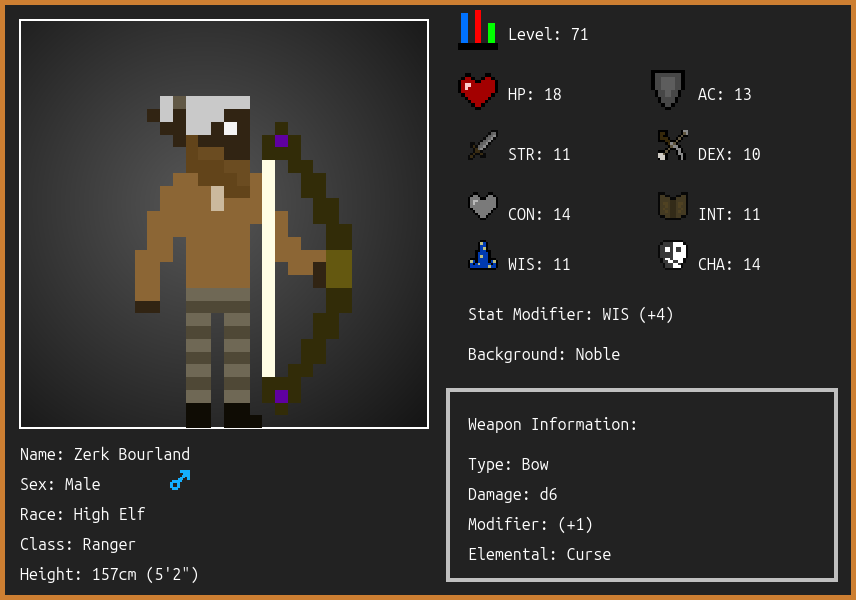 Level: 71
HP: 18
AC: 13
STR: 11
DEX: 10
CON: 14
INT: 11
WIS: 11
CHA: 14
Stat Modifier: WIS (+4)
Background: Noble
Weapon Information:
Type: Bow
Damage: d6
Modifier: (+1)
Elemental: Curse
Name: Zerk Bourland
Sex: Male
Race: High Elf
Class: Ranger
Height: 157cm (5'2")